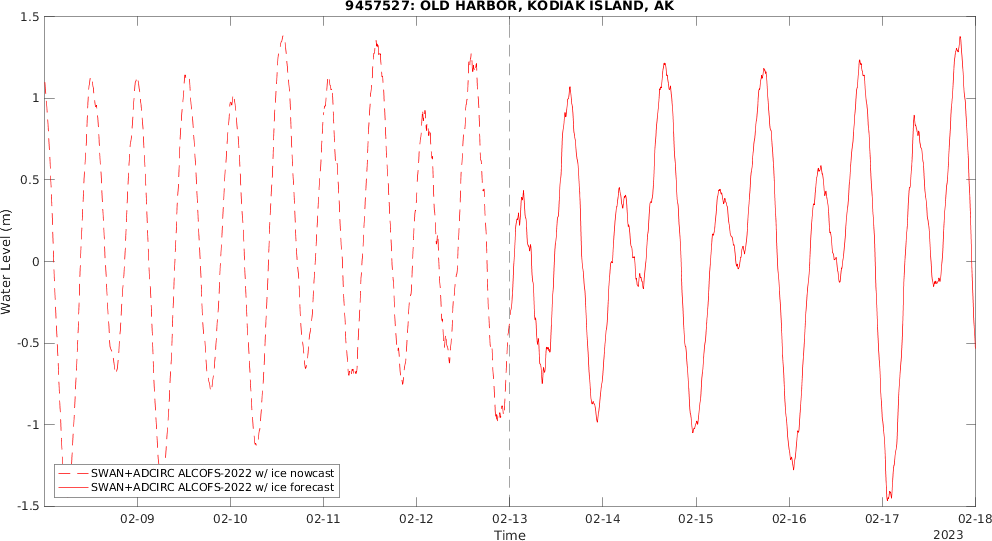 9457527: OLD HARBOR, KODIAK ISLAND, AK
1.5
1
0.5
0
-0.5
-1
-1.5
Water Level (m)
SWAN+ADCIRC ALCOFS-2022 w/ ice nowcast
SWAN+ADCIRC ALCOFS-2022 w/ ice forecast
02-09 02-10 02-11 02-12 02-13 02-14 02-15 02-16 02-17 02-18
Time
2023